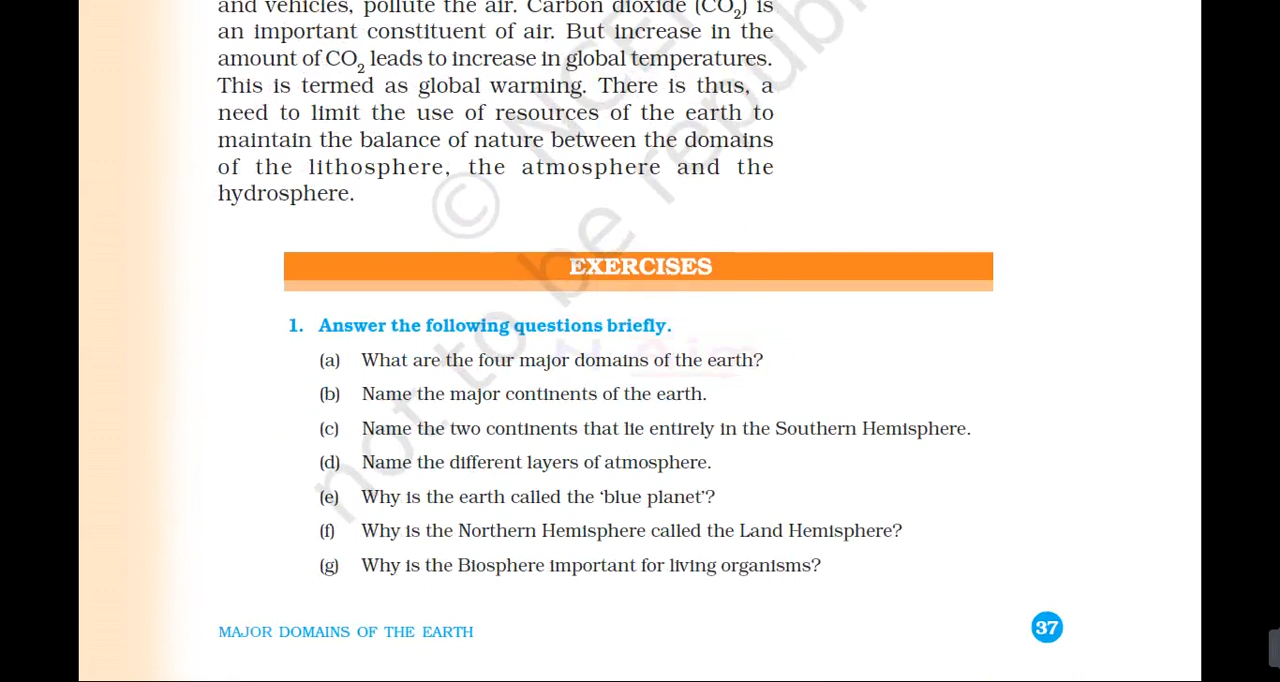 and vehicles, pollute the air. Carbon dioxide (CO2) is
an important constituent of air. But increase in the
amount of CO2 leads to increase in global temperatures.
This is termed as global warming. There is thus, a
need to limit the use of resources of the earth to
maintain the balance of nature between the domains
of the lithosphere, the atmosphere and the
hydrosphere.
EXERCISES
1. Answer the following questions briefly.
(a) What are the four major domains of the earth?
(b) Name the major continents of the earth.
(c) Name the two continents that lie entirely in the Southern Hemisphere.
(d) Name the different layers of atmosphere.
(e) Why is the earth called the ‘blue planet’?
(f) Why is the Northern Hemisphere called the Land Hemisphere?
(g) Why is the Biosphere important for living organisms?
MAJOR DOMAINS OF THE EARTH
37
© NCE
not to be republ